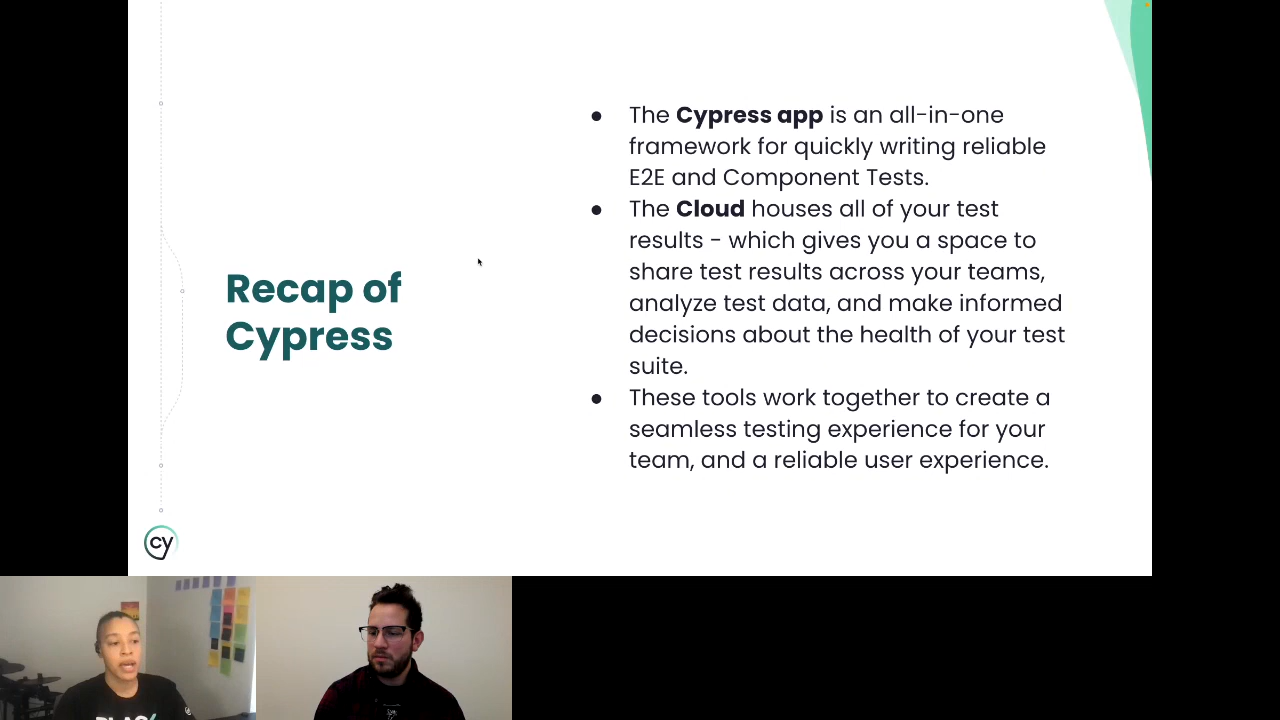 Recap of
Cypress
● The Cypress app is an all-in-one
framework for quickly writing reliable
E2E and Component Tests.
● The Cloud houses all of your test
results - which gives you a space to
share test results across your teams,
analyze test data, and make informed
decisions about the health of your test
suite.
● These tools work together to create a
seamless testing experience for your
team, and a reliable user experience.
cy